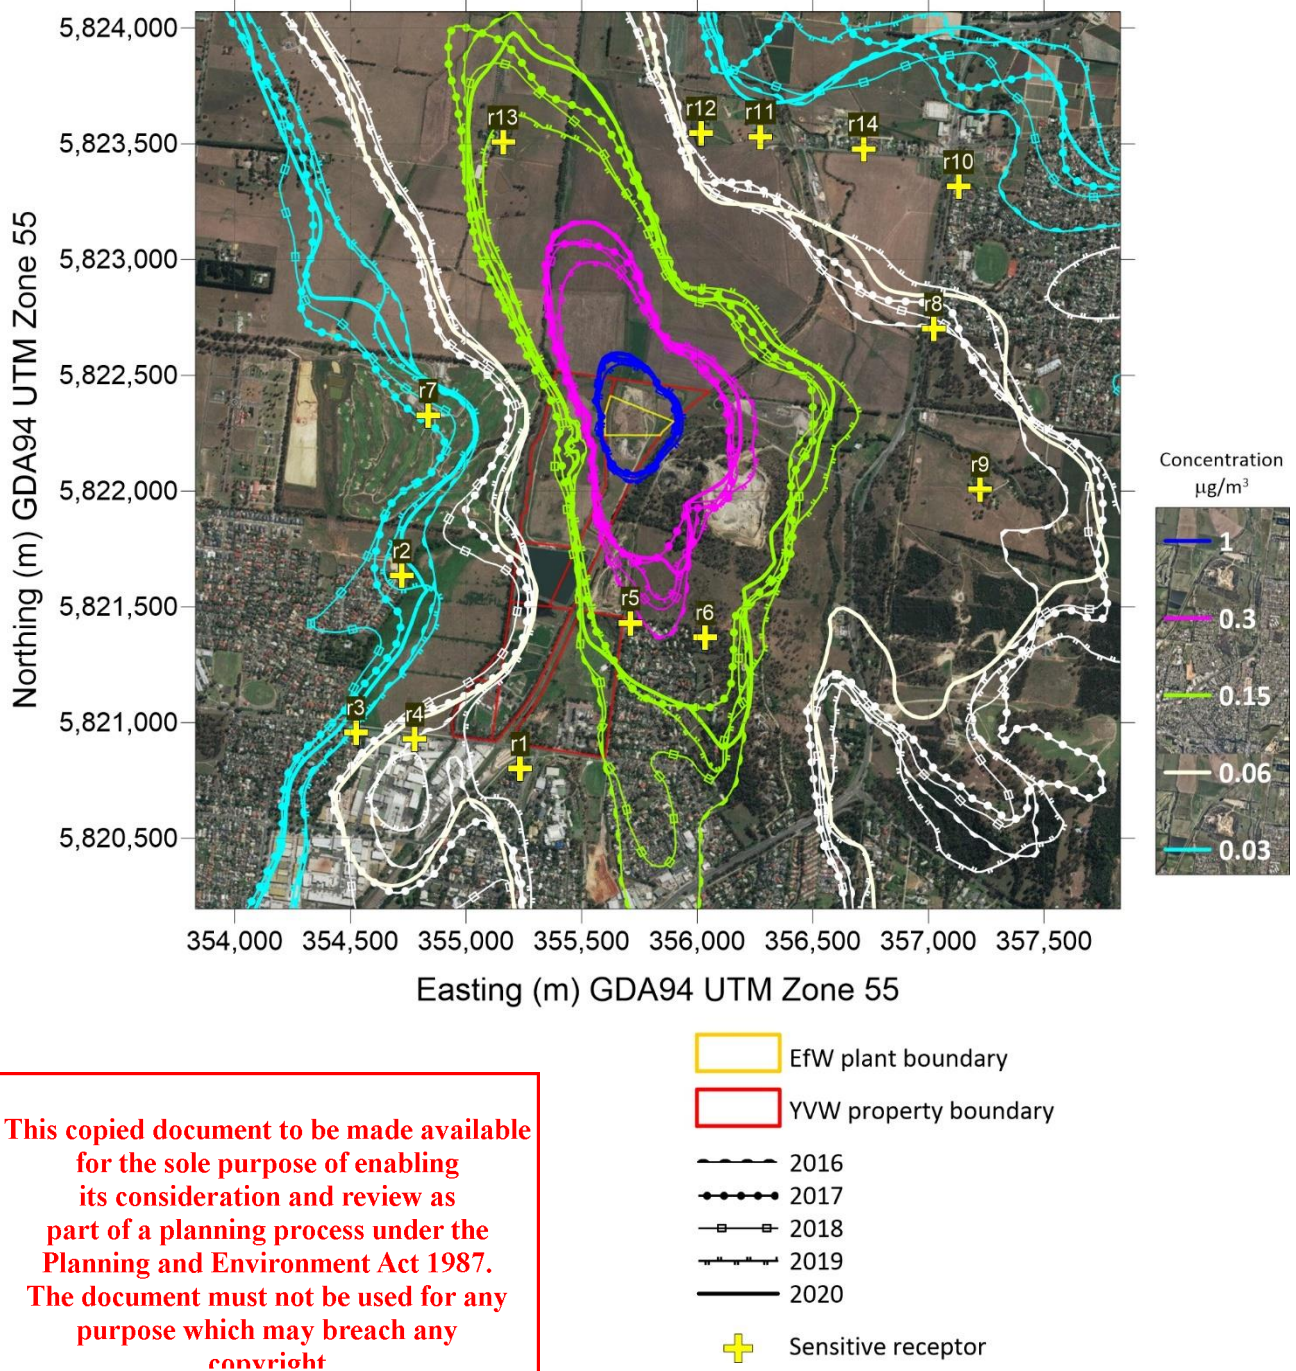 5,824,000
5,823,500
5,823,000
5,822,500
5,822,000
5,821,500
5,821,000
5,820,500
Northing (m) GDA94 UTM Zone 55
r12
r11
r13
r14
r10
r8
r7
r9
r2
r5
r6
r3
r4
r1
354,000
354,500
355,000
355,500
356,000
356,500
357,000
357,500
Easting (m) GDA94 UTM Zone 55
Concentration
µg/m³
1
0.3
0.15
0.06
0.03
EfW plant boundary
YVW property boundary
2016
2017
2018
2019
2020
Sensitive receptor
This copied document to be made available
for the sole purpose of enabling
its consideration and review as
part of a planning process under the
Planning and Environment Act 1987.
The document must not be used for any
purpose which may breach any
copyright